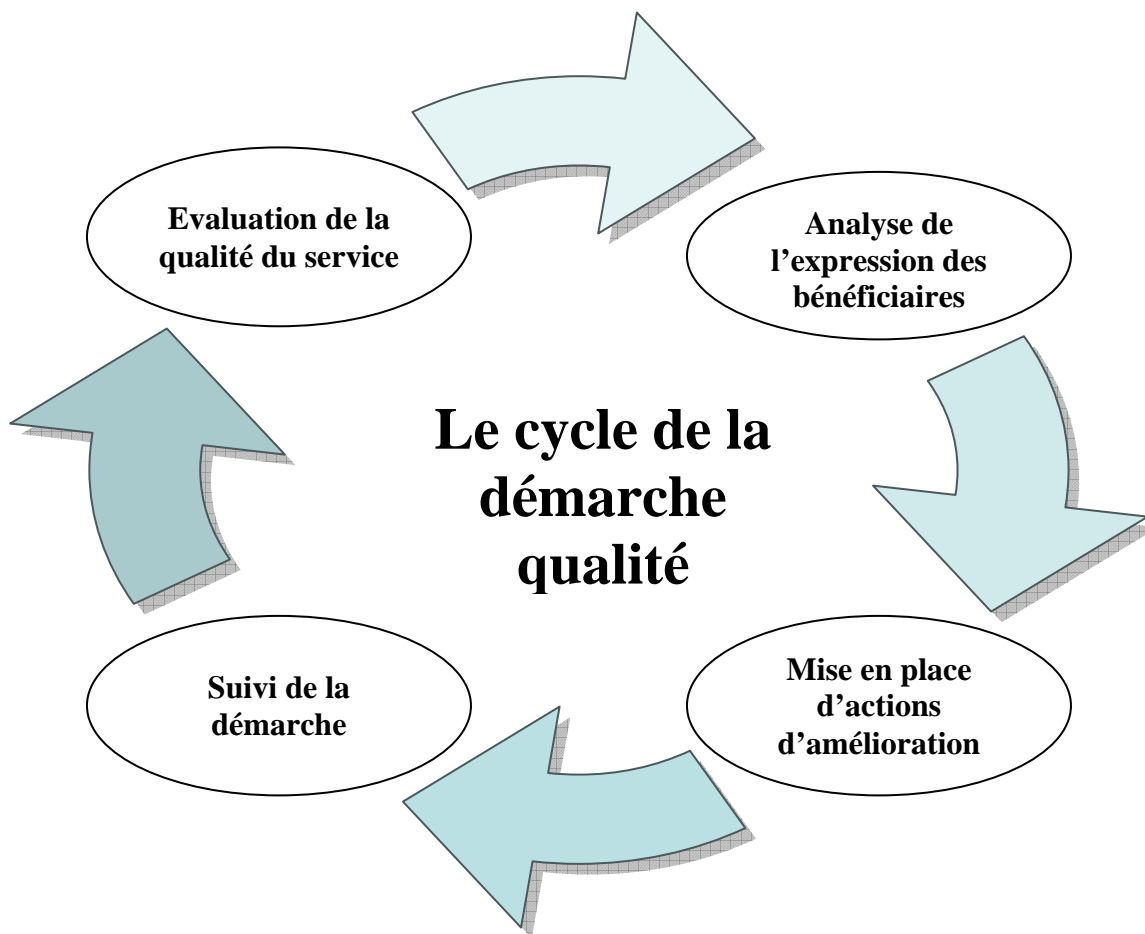 Evaluation de la
qualité du service
Analyse de
l’expression des
bénéficiaires
Le cycle de la
démarche
qualité
Suivi de la
démarche
Mise en place
d’actions
d’amélioration